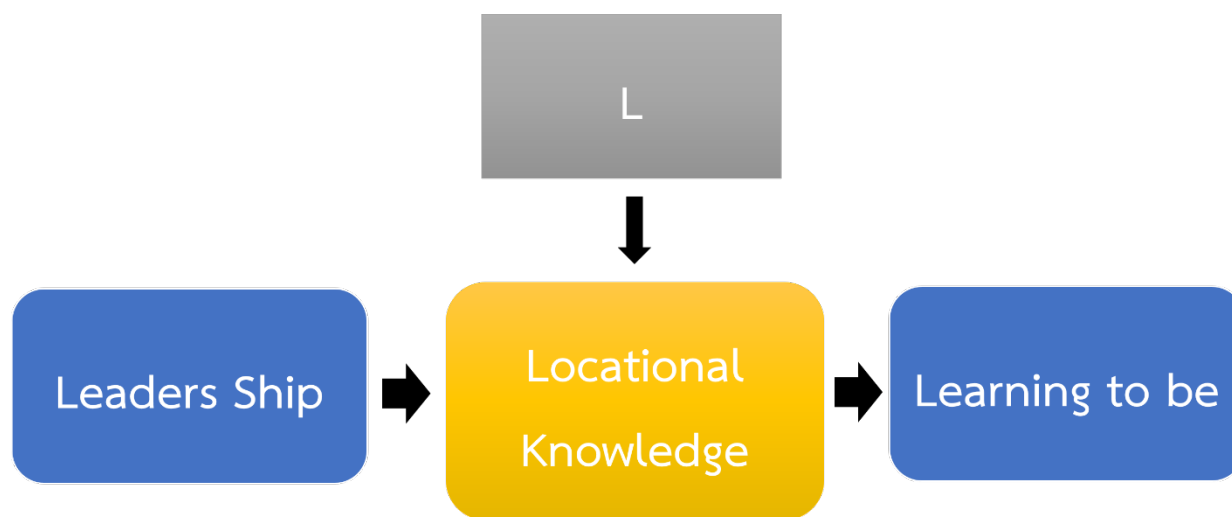 L
Leaders Ship
Locational
Knowledge
Learning to be